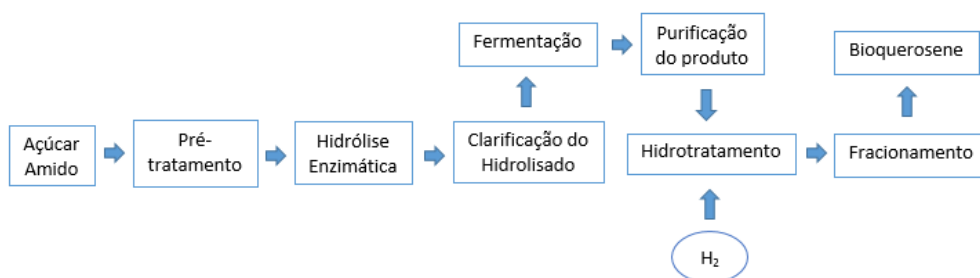 Açúcar
Amido
Pré-
tratamento
Hidrólise
Enzimática
Clarificação do
Hidrolisado
Fermentação
Purificação
do produto
Hidrotratamento
H₂
Fracionamento
Bioquerosene